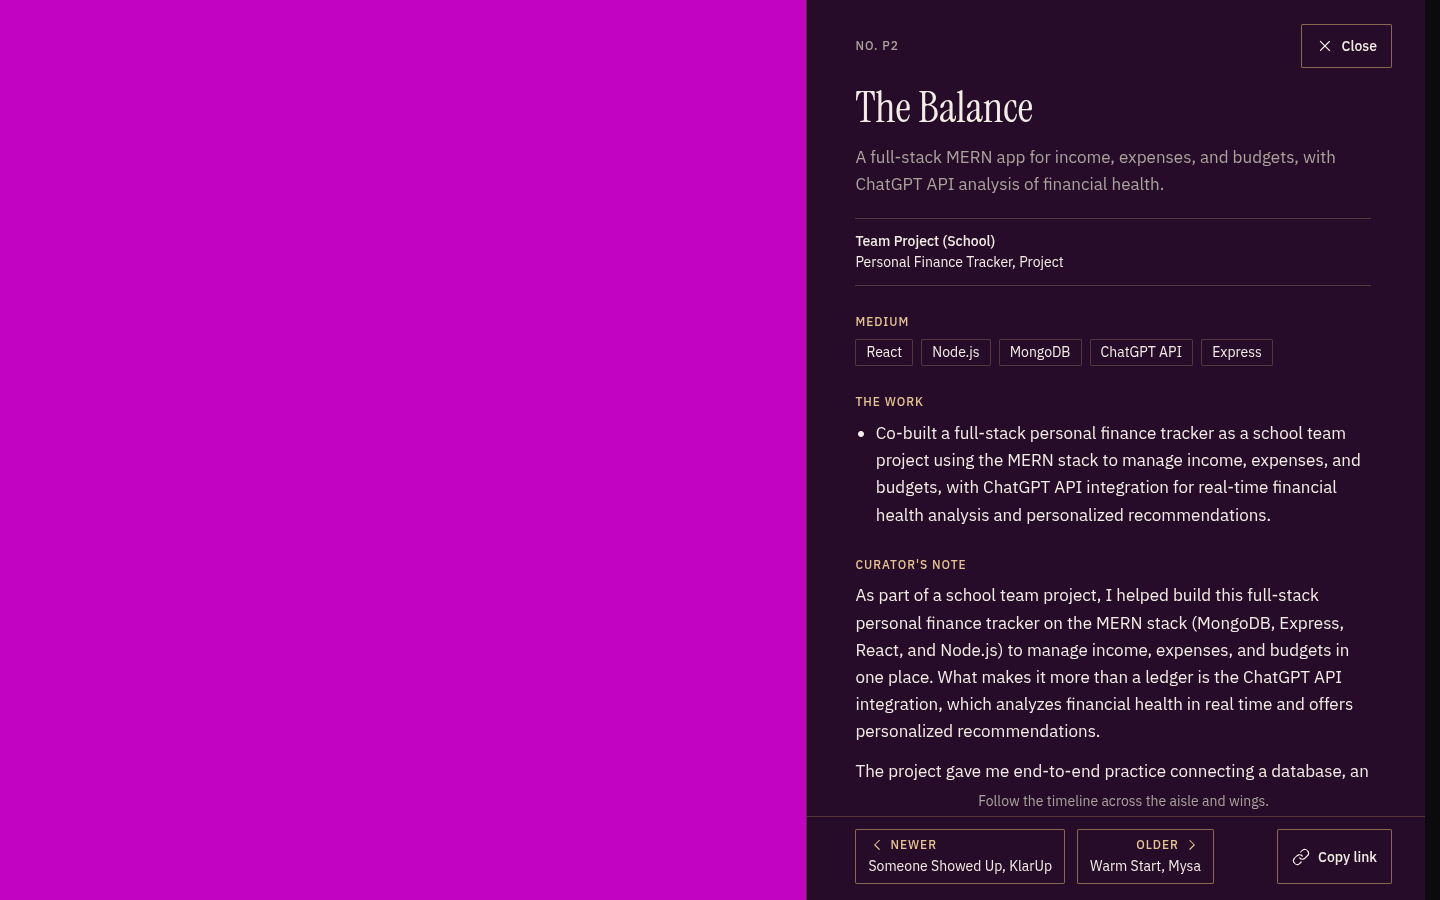 NO. P2
Close
The Balance
A full-stack MERN app for income, expenses, and budgets, with
ChatGPT API analysis of financial health.
Team Project (School)
Personal Finance Tracker, Project
MEDIUM
React
Node.js
MongoDB
ChatGPT API
Express
THE WORK
• Co-built a full-stack personal finance tracker as a school team
project using the MERN stack to manage income, expenses, and
budgets, with ChatGPT API integration for real-time financial
health analysis and personalized recommendations.
CURATOR'S NOTE
As part of a school team project, I helped build this full-stack
personal finance tracker on the MERN stack (MongoDB, Express,
React, and Node.js) to manage income, expenses, and budgets in
one place. What makes it more than a ledger is the ChatGPT API
integration, which analyzes financial health in real time and offers
personalized recommendations.
The project gave me end-to-end practice connecting a database, an
Follow the timeline across the aisle and wings.
NEWER
Someone Showed Up, KlarUp
OLDER
Warm Start, Mysa
Copy link